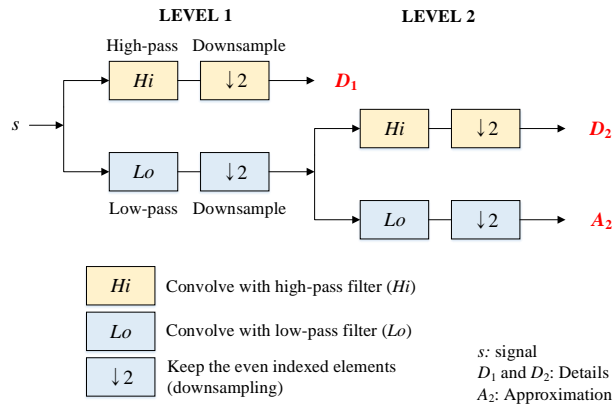 LEVEL 1 LEVEL 2
High-pass Downsample
Hi ↓2 D1
s
Hi ↓2 D2
Lo ↓2
Low-pass Downsample
Lo ↓2 A2
Hi Convolve with high-pass filter (Hi)
Lo Convolve with low-pass filter (Lo)
↓2 Keep the even indexed elements
(downsampling)
s: signal
D1 and D2: Details
A2: Approximation